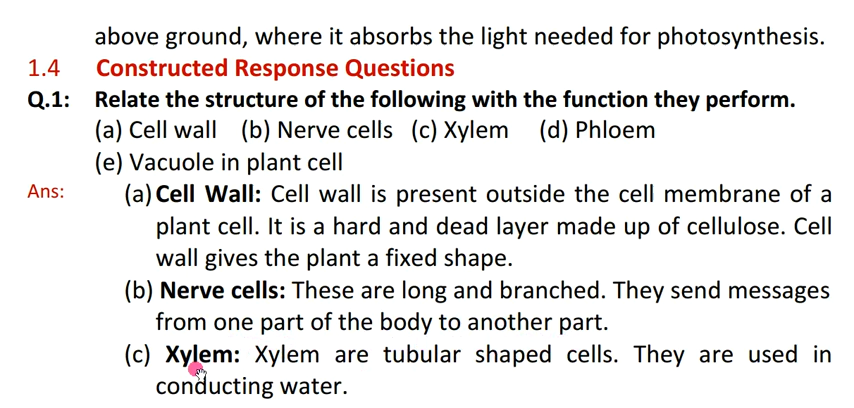 above ground, where it absorbs the light needed for photosynthesis.
1.4 Constructed Response Questions
Q.1: Relate the structure of the following with the function they perform.
(a) Cell wall (b) Nerve cells (c) Xylem (d) Phloem
(e) Vacuole in plant cell
Ans: (a) Cell Wall: Cell wall is present outside the cell membrane of a
plant cell. It is a hard and dead layer made up of cellulose. Cell
wall gives the plant a fixed shape.
(b) Nerve cells: These are long and branched. They send messages
from one part of the body to another part.
(c) Xylem: Xylem are tubular shaped cells. They are used in
conducting water.